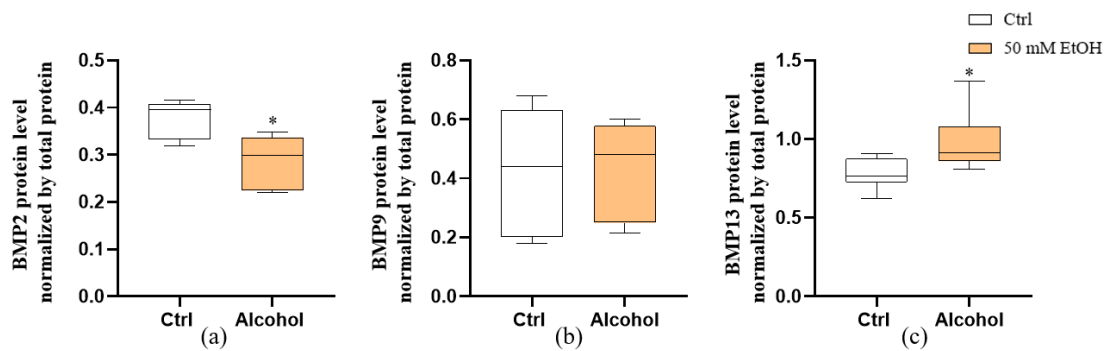 Ctrl
50 mM EtOH
BMP2 protein level
normalized by total protein
0.5
0.4
0.3
0.2
0.1
0.0
*
Ctrl
Alcohol
(a)
BMP9 protein level
normalized by total protein
0.8
0.6
0.4
0.2
0.0
Ctrl
Alcohol
(b)
BMP13 protein level
normalized by total protein
1.5
1.0
0.5
0.0
*
Ctrl
Alcohol
(c)